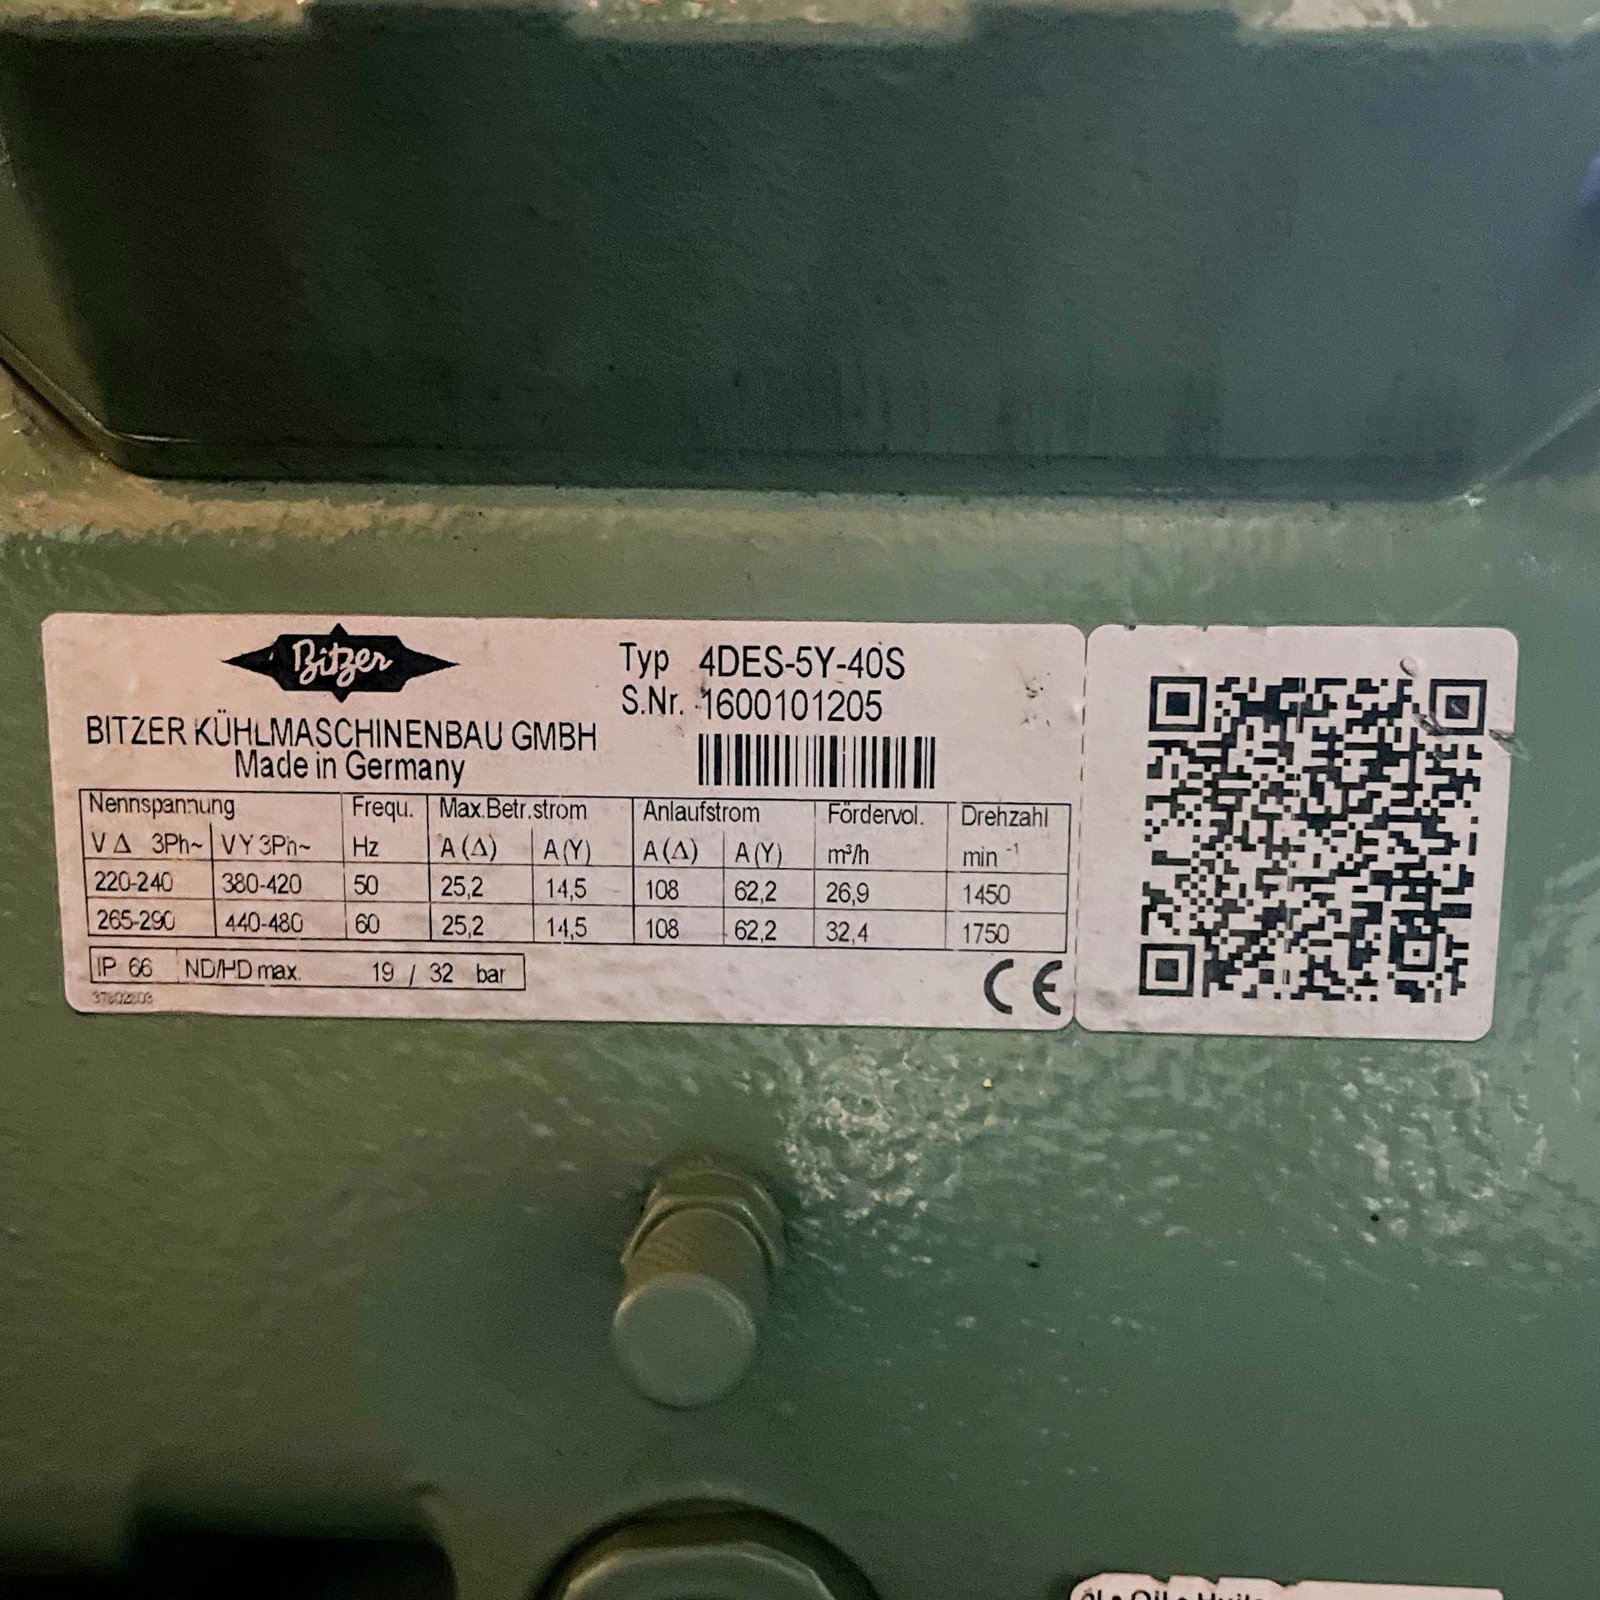 Bitzer
BITZER KÜHLMASCHINENBAU GMBH
Made in Germany
Typ 4DES-5Y-40S
S.Nr. 1600101205
Nennspannung Frequ. Max.Betr.strom Anlaufstrom Fördervol. Drehzahl
V Δ 3Ph~ V Y 3Ph~ Hz A (Δ) A (Y) A (Δ) A (Y) m³/h min -1
220-240 380-420 50 25,2 14,5 108 62,2 26,9 1450
265-290 440-480 60 25,2 14,5 108 62,2 32,4 1750
IP 66 ND/HD max. 19 / 32 bar
CE
Oil •